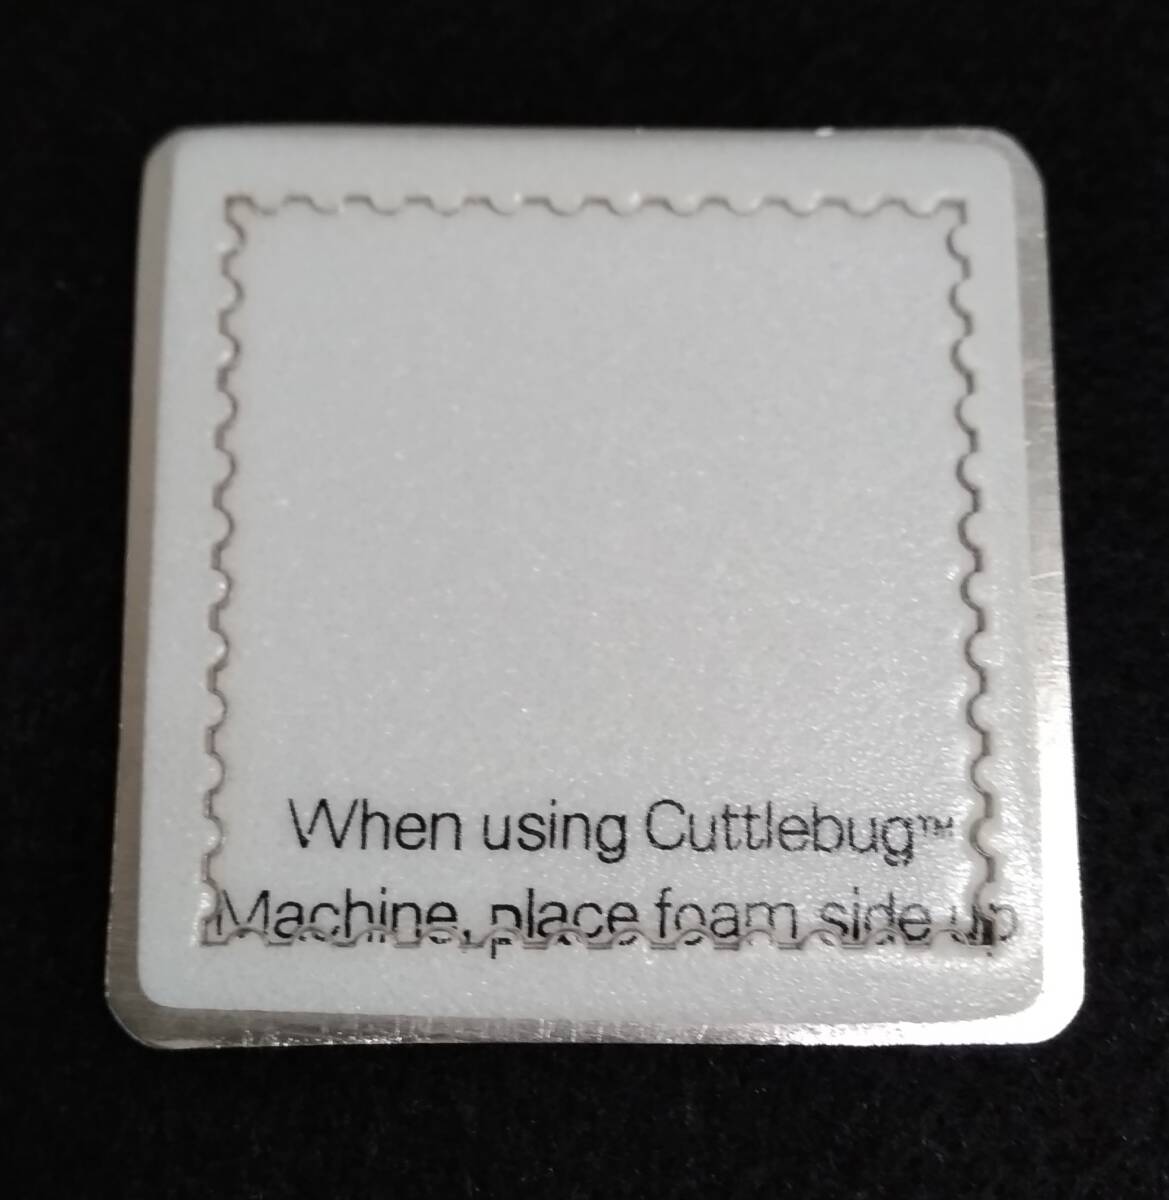 When using Cuttlebug™
Machine, place foam side up